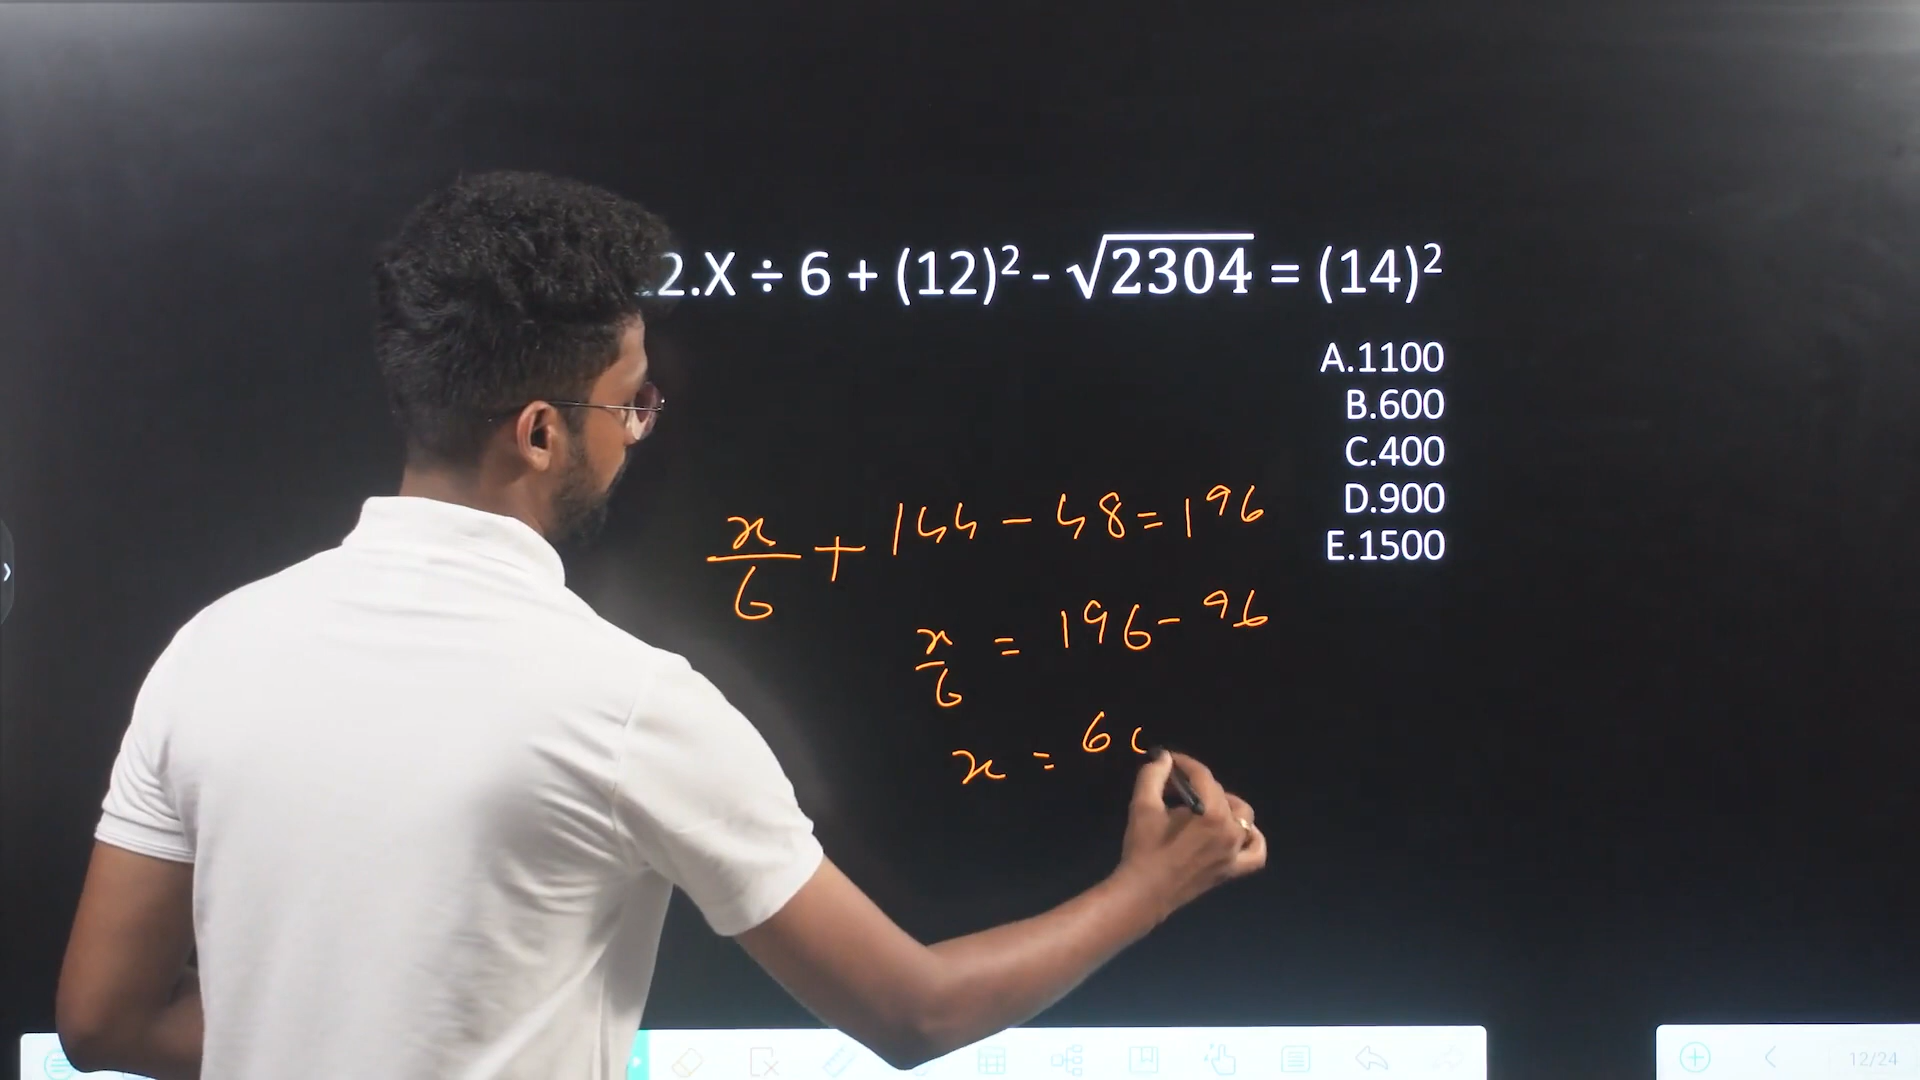 2.X ÷ 6 + (12)² - √2304 = (14)²
A.1100
B.600
C.400
D.900
E.1500
x/6 + 144 - 48 = 196
x/6 = 196 - 96
x = 60
12/24